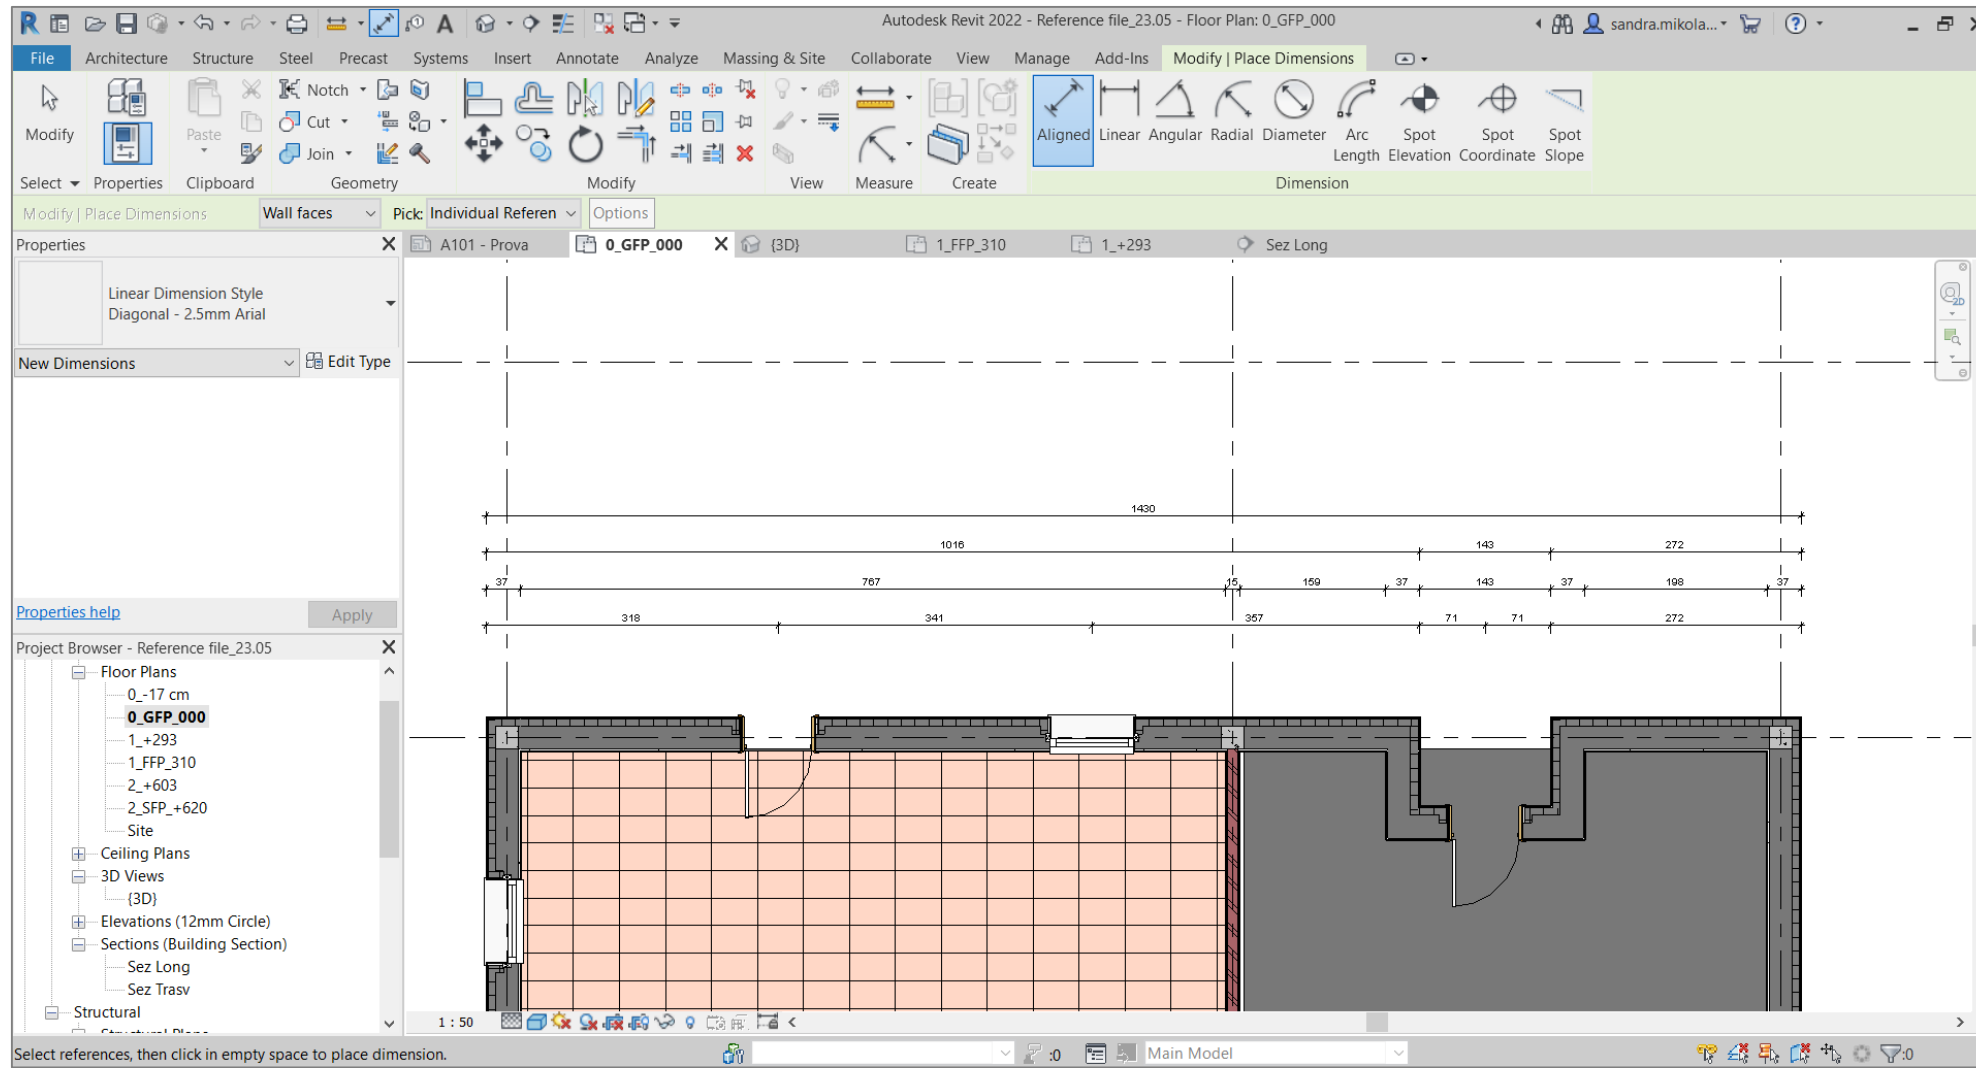 Autodesk Revit 2022 - Reference file_23.05 - Floor Plan: 0_GFP_000
sandra.mikola...
File Architecture Structure Steel Precast Systems Insert Annotate Analyze Massing & Site Collaborate View Manage Add-Ins Modify | Place Dimensions
Modify
Paste
Notch
Cut
Join
Aligned Linear Angular Radial Diameter Arc Length Spot Elevation Spot Coordinate Spot Slope
Select Properties Clipboard Geometry Modify View Measure Create Dimension
Modify | Place Dimensions Wall faces Pick: Individual Referen Options
Properties
A101 - Prova 0_GFP_000 {3D} 1_FFP_310 1_+293 Sez Long
Linear Dimension Style
Diagonal - 2.5mm Arial
New Dimensions Edit Type
2D
1430
1016 143 272
37 767 15 159 37 143 37 198 37
318 341 357 71 71 272
Properties help Apply
Project Browser - Reference file_23.05
Floor Plans
0_-17 cm
0_GFP_000
1_+293
1_FFP_310
2_+603
2_SFP_+620
Site
Ceiling Plans
3D Views
{3D}
Elevations (12mm Circle)
Sections (Building Section)
Sez Long
Sez Trasv
Structural
1 : 50
Select references, then click in empty space to place dimension.
:0
Main Model
:0